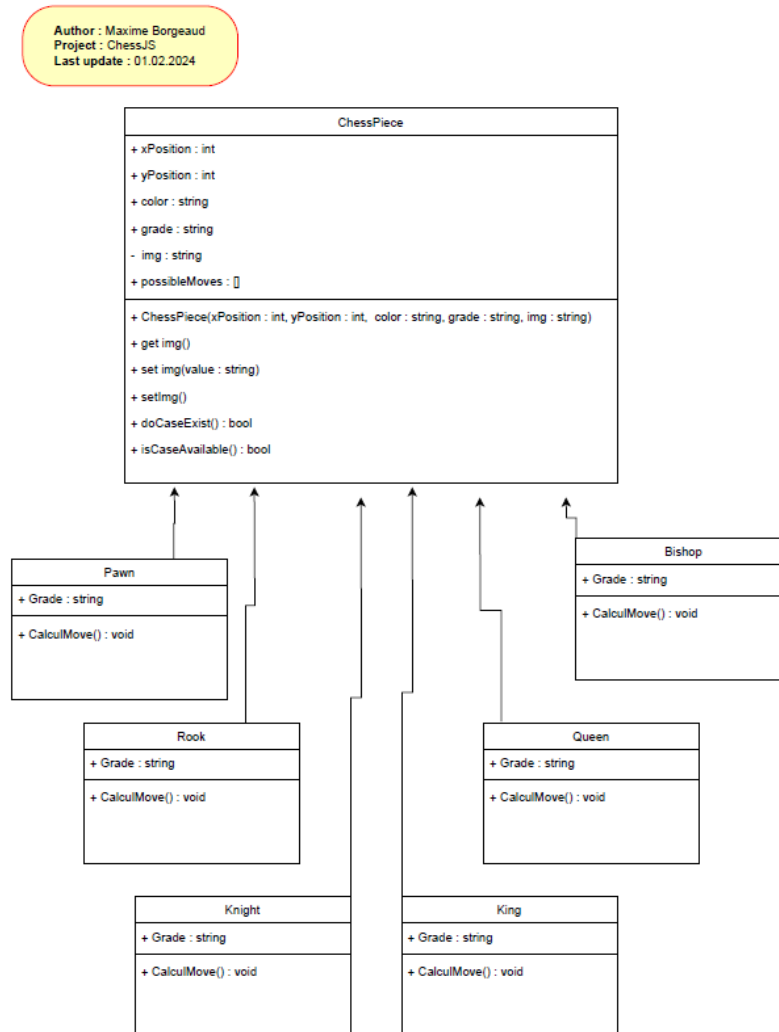 Author : Maxime Borgeaud
Project : ChessJS
Last update : 01.02.2024
ChessPiece
+ xPosition : int
+ yPosition : int
+ color : string
+ grade : string
- img : string
+ possibleMoves : []
+ ChessPiece(xPosition : int, yPosition : int, color : string, grade : string, img : string)
+ get img()
+ set img(value : string)
+ setImg()
+ doCaseExist() : bool
+ isCaseAvailable() : bool
Bishop
+ Grade : string
+ CalculMove() : void
Pawn
+ Grade : string
+ CalculMove() : void
Rook
+ Grade : string
+ CalculMove() : void
Queen
+ Grade : string
+ CalculMove() : void
Knight
+ Grade : string
+ CalculMove() : void
King
+ Grade : string
+ CalculMove() : void